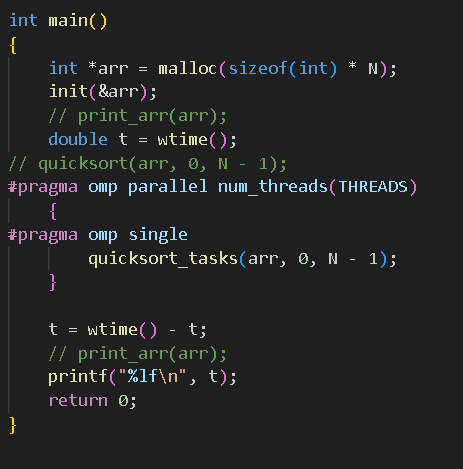 int main()
{
    int *arr = malloc(sizeof(int) * N);
    init(&arr);
    // print_arr(arr);
    double t = wtime();
// quicksort(arr, 0, N - 1);
#pragma omp parallel num_threads(THREADS)
    {
#pragma omp single
        quicksort_tasks(arr, 0, N - 1);
    }

    t = wtime() - t;
    // print_arr(arr);
    printf("%lf\n", t);
    return 0;
}